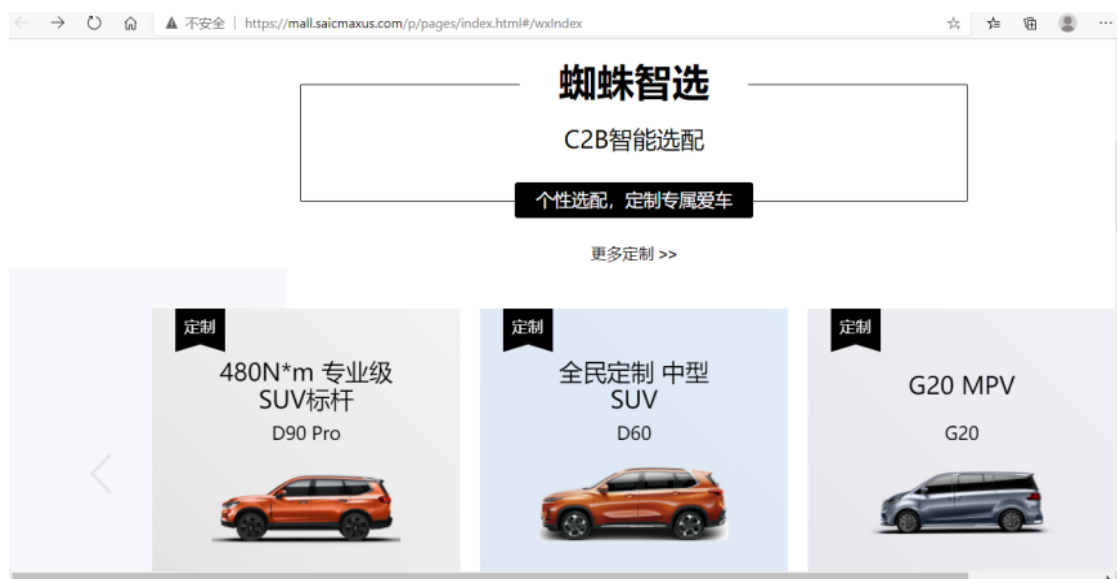 不安全 | https://mall.saicmaxus.com/p/pages/index.html#/wxIndex
蜘蛛智选
C2B智能选配
个性选配，定制专属爱车
更多定制 >>
定制
480N*m 专业级
SUV标杆
D90 Pro
定制
全民定制 中型
SUV
D60
定制
G20 MPV
G20